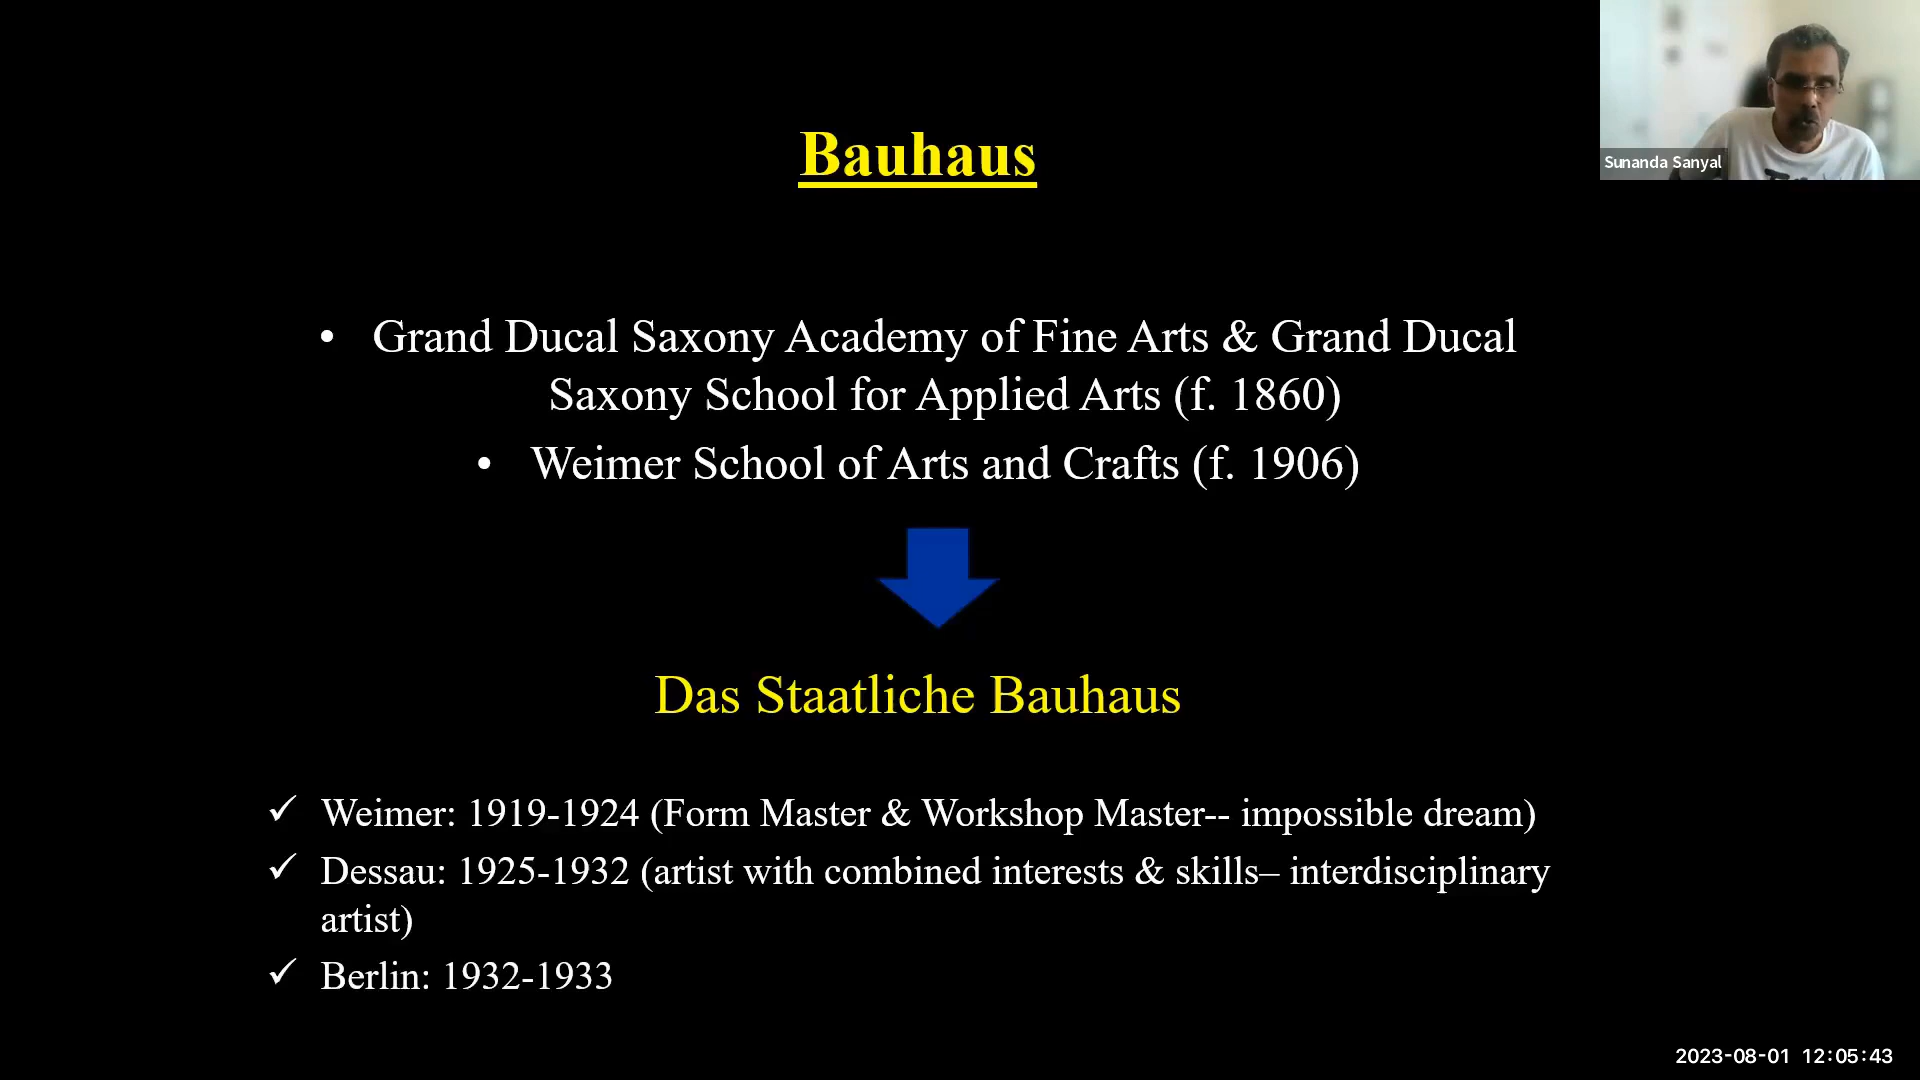 Bauhaus
Sunanda Sanyal
• Grand Ducal Saxony Academy of Fine Arts & Grand Ducal
Saxony School for Applied Arts (f. 1860)
• Weimer School of Arts and Crafts (f. 1906)
Das Staatliche Bauhaus
✓ Weimer: 1919-1924 (Form Master & Workshop Master-- impossible dream)
✓ Dessau: 1925-1932 (artist with combined interests & skills– interdisciplinary
artist)
✓ Berlin: 1932-1933
2023-08-01 12:05:43